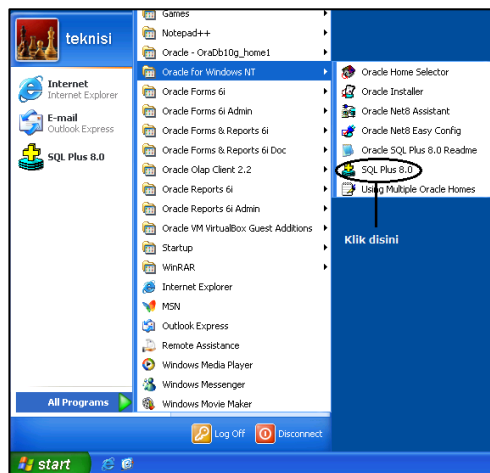 teknisi
Internet
Internet Explorer
E-mail
Outlook Express
SQL Plus 8.0
All Programs
Games
Notepad++
Oracle - OraDb10g_home1
Oracle for Windows NT
Oracle Forms 6i
Oracle Forms 6i Admin
Oracle Forms & Reports 6i
Oracle Forms & Reports 6i Doc
Oracle Olap Client 2.2
Oracle Reports 6i
Oracle Reports 6i Admin
Oracle VM VirtualBox Guest Additions
Startup
WinRAR
Internet Explorer
MSN
Outlook Express
Remote Assistance
Windows Media Player
Windows Messenger
Windows Movie Maker
Oracle Home Selector
Oracle Installer
Oracle Net8 Assistant
Oracle Net8 Easy Config
Oracle SQL Plus 8.0 Readme
SQL Plus 8.0
Using Multiple Oracle Homes
Klik disini
Log Off
Disconnect
start